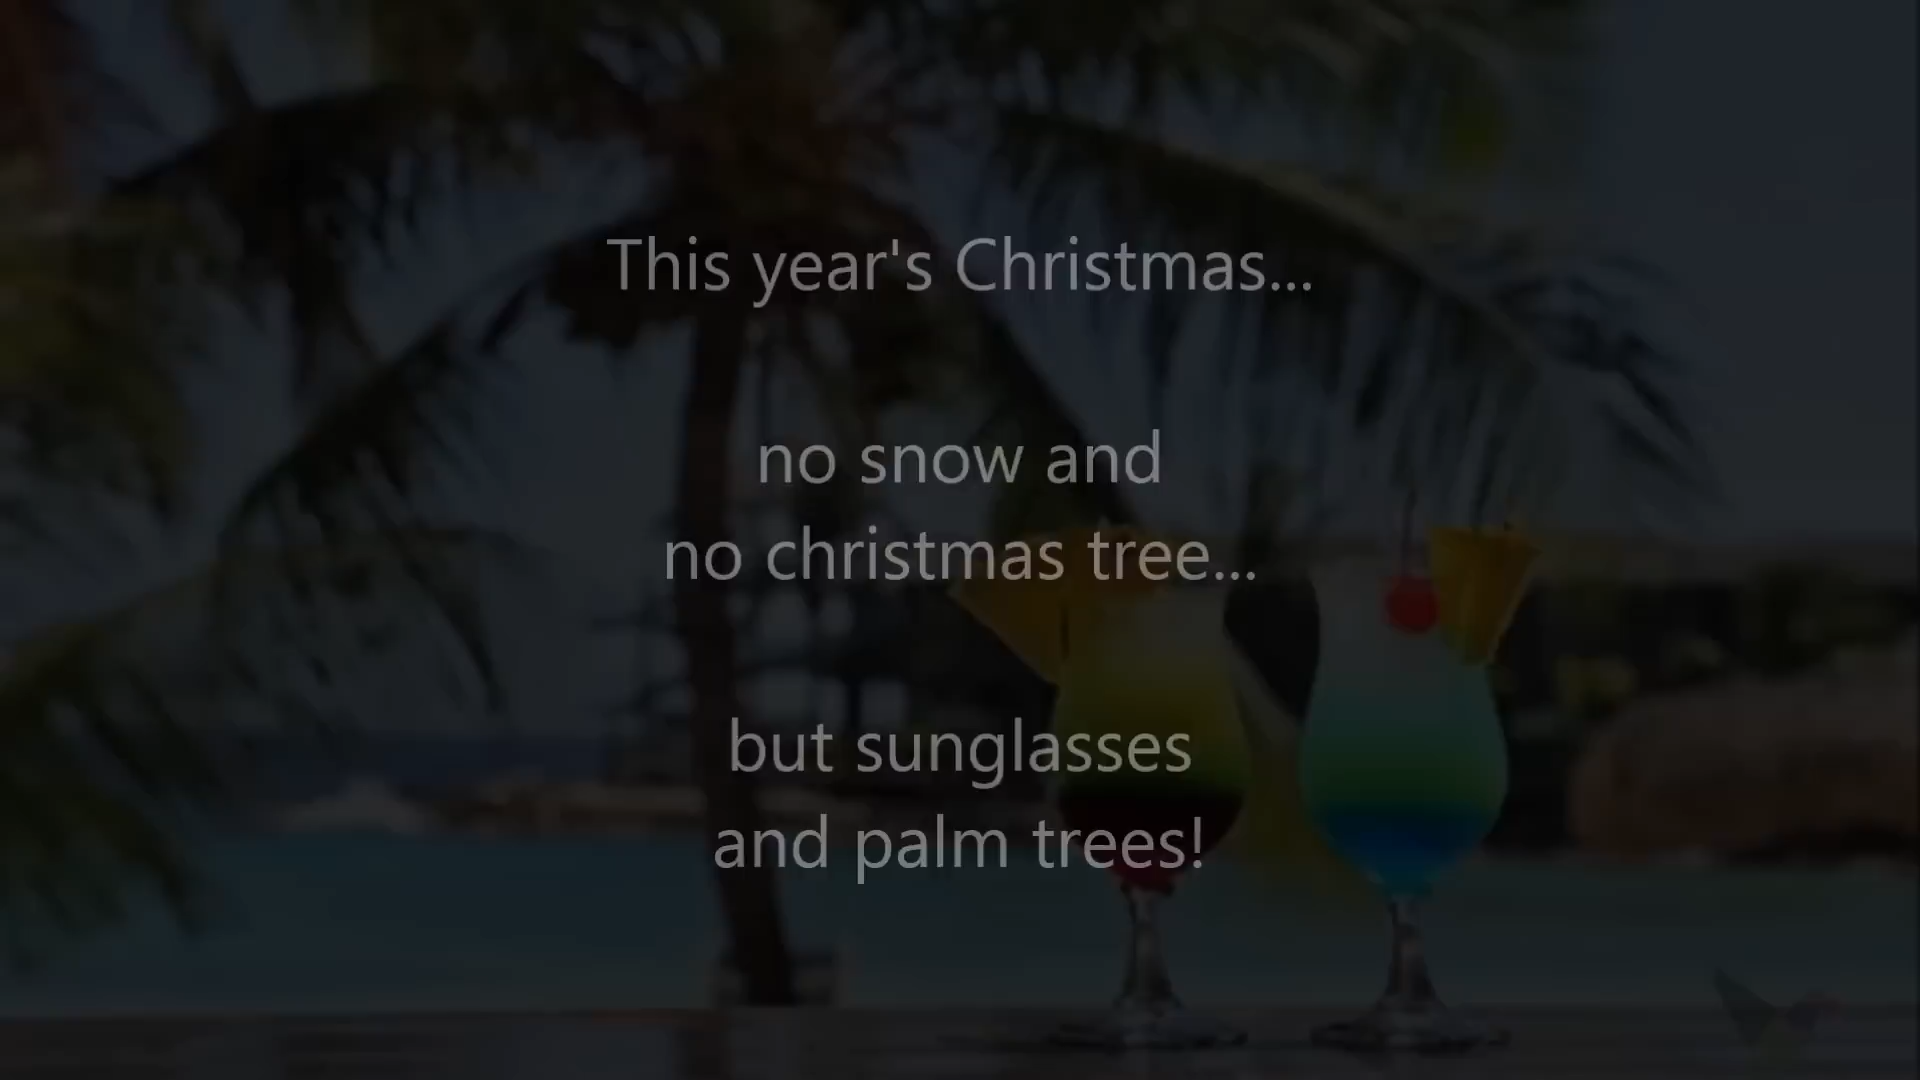 This year's Christmas...
no snow and
no christmas tree...
but sunglasses
and palm trees!